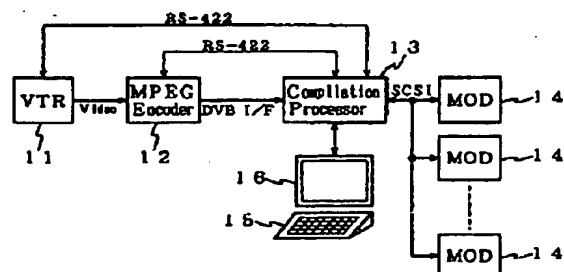 RS-422
RS-422
13
VTR
Video
MPEG
Encoder
DVB I/F
Compilation
Processor
SCSI
MOD
14
11
12
MOD
14
16
15
MOD
14